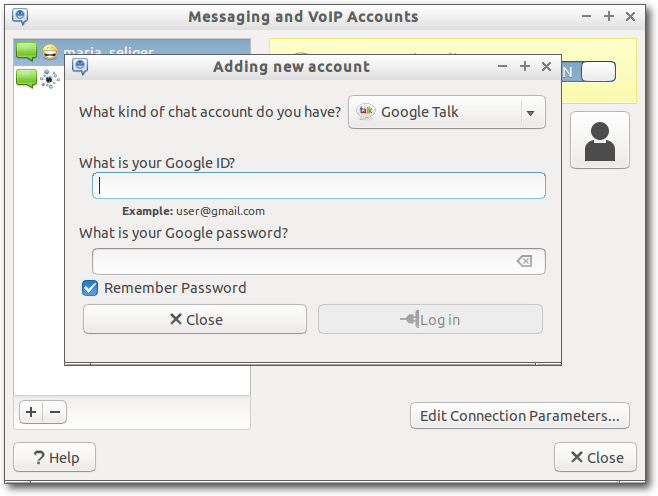 Messaging and VoIP Accounts
maria_seliger
Adding new account
What kind of chat account do you have?
talk
Google Talk
What is your Google ID?
Example: user@gmail.com
What is your Google password?
Remember Password
Close
Log in
Edit Connection Parameters...
Help
Close